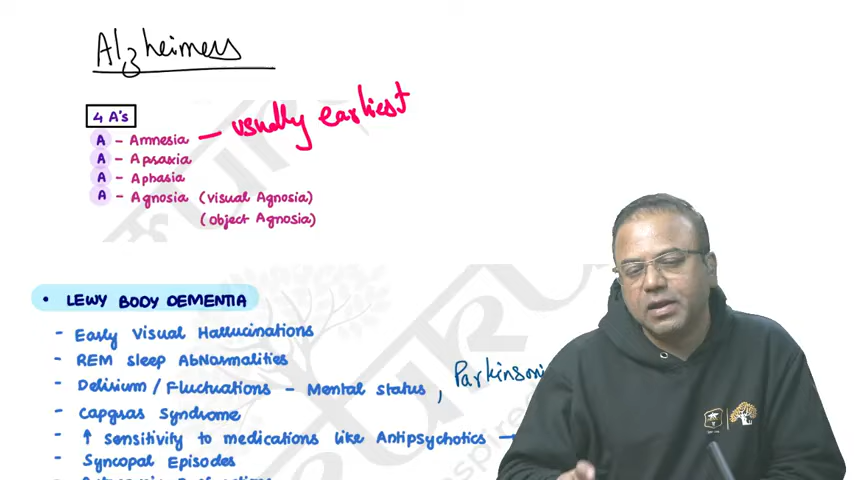 Alzheimers
4 A's
A - Amnesia — usually earliest
A - Apraxia
A - Aphasia
A - Agnosia (visual Agnosia)
(object Agnosia)
• LEWY BODY DEMENTIA
- Early Visual Hallucinations
- REM sleep Abnormalities
- Delirium / Fluctuations - Mental status, Parkinsoni
- Capgras Syndrome
- ↑ sensitivity to medications like Antipsychotics →
- Syncopal Episodes